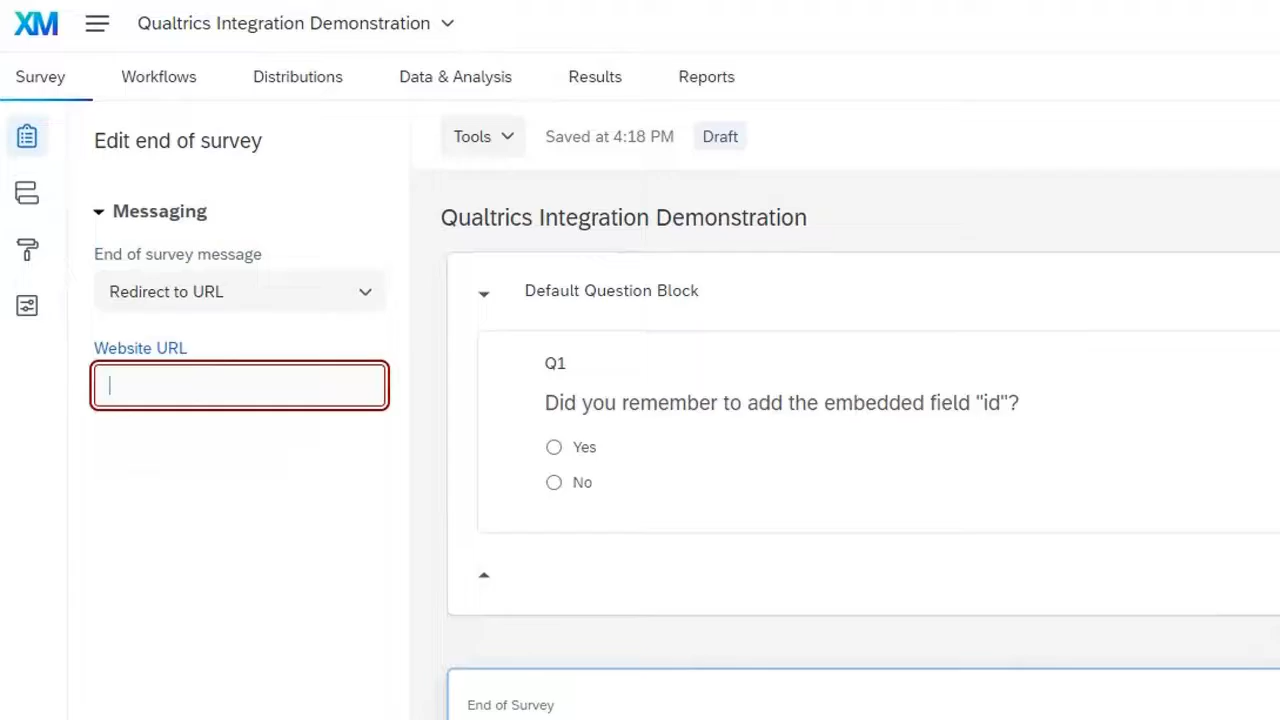 XM Qualtrics Integration Demonstration
Survey Workflows Distributions Data & Analysis Results Reports
Edit end of survey
Messaging
End of survey message
Redirect to URL
Website URL
Tools Saved at 4:18 PM Draft
Qualtrics Integration Demonstration
Default Question Block
Q1
Did you remember to add the embedded field "id"?
Yes
No
End of Survey